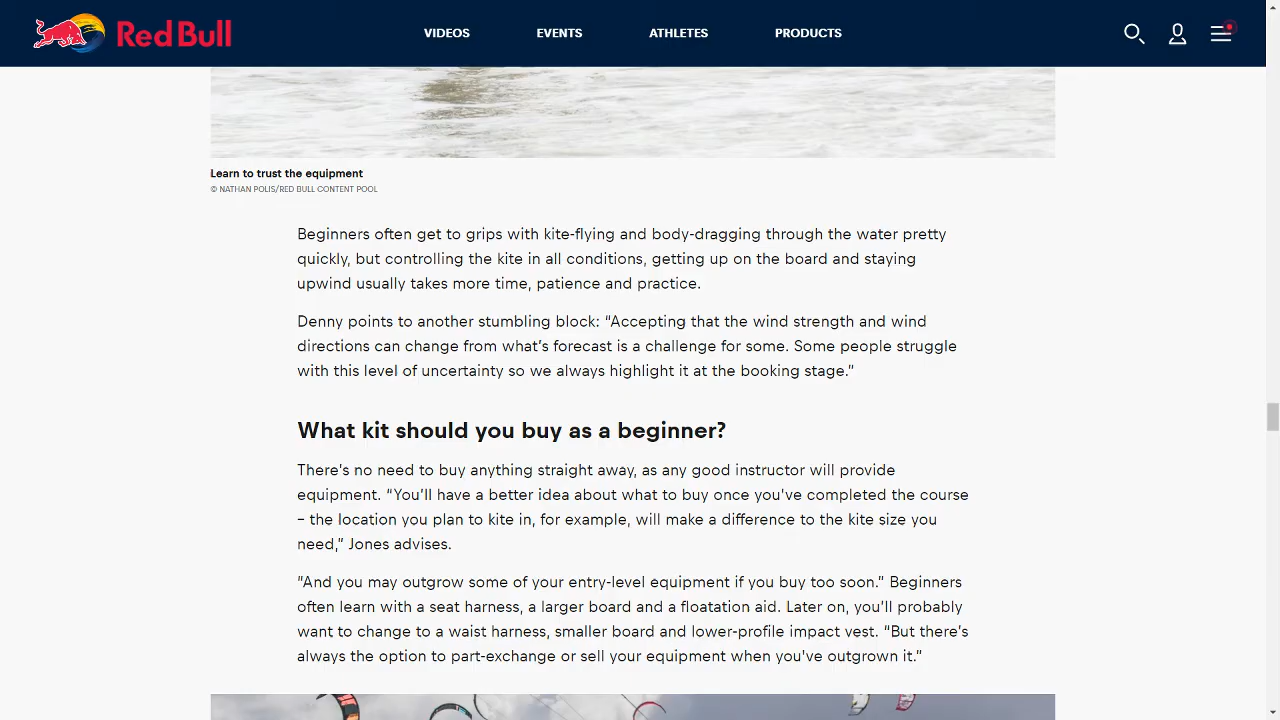 Red Bull
VIDEOS
EVENTS
ATHLETES
PRODUCTS
Learn to trust the equipment
© NATHAN POLIS/RED BULL CONTENT POOL
Beginners often get to grips with kite-flying and body-dragging through the water pretty
quickly, but controlling the kite in all conditions, getting up on the board and staying
upwind usually takes more time, patience and practice.
Denny points to another stumbling block: “Accepting that the wind strength and wind
directions can change from what’s forecast is a challenge for some. Some people struggle
with this level of uncertainty so we always highlight it at the booking stage.”
What kit should you buy as a beginner?
There’s no need to buy anything straight away, as any good instructor will provide
equipment. “You’ll have a better idea about what to buy once you’ve completed the course
– the location you plan to kite in, for example, will make a difference to the kite size you
need,” Jones advises.
”And you may outgrow some of your entry-level equipment if you buy too soon.” Beginners
often learn with a seat harness, a larger board and a floatation aid. Later on, you’ll probably
want to change to a waist harness, smaller board and lower-profile impact vest. “But there’s
always the option to part-exchange or sell your equipment when you’ve outgrown it.”